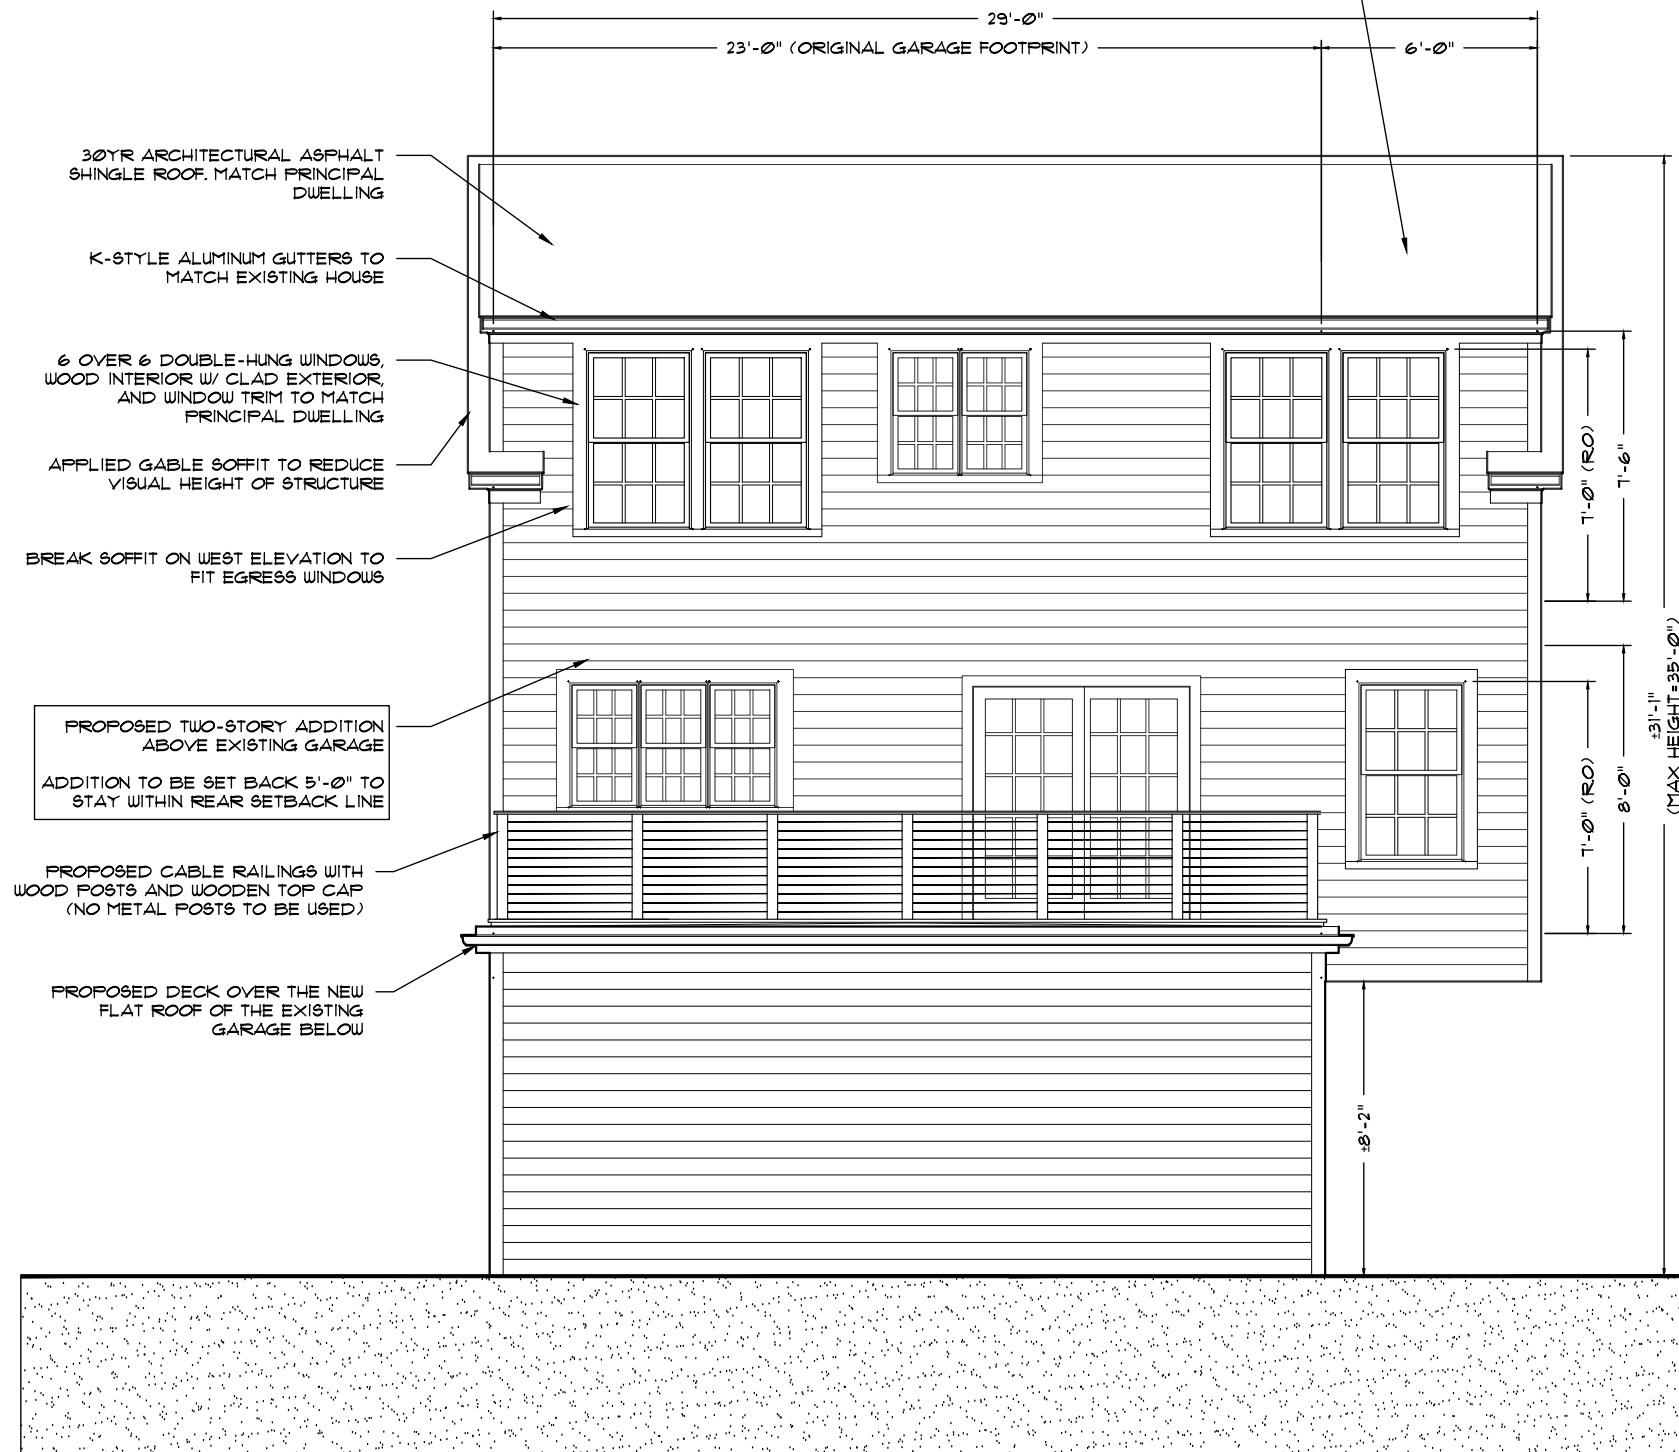 29'-0"
23'-0" (ORIGINAL GARAGE FOOTPRINT)
6'-0"
30YR ARCHITECTURAL ASPHALT
SHINGLE ROOF. MATCH PRINCIPAL
DWELLING
K-STYLE ALUMINUM GUTTERS TO
MATCH EXISTING HOUSE
6 OVER 6 DOUBLE-HUNG WINDOWS,
WOOD INTERIOR W/ CLAD EXTERIOR,
AND WINDOW TRIM TO MATCH
PRINCIPAL DWELLING
APPLIED GABLE SOFFIT TO REDUCE
VISUAL HEIGHT OF STRUCTURE
BREAK SOFFIT ON WEST ELEVATION TO
FIT EGRESS WINDOWS
PROPOSED TWO-STORY ADDITION
ABOVE EXISTING GARAGE
ADDITION TO BE SET BACK 5'-0" TO
STAY WITHIN REAR SETBACK LINE
PROPOSED CABLE RAILINGS WITH
WOOD POSTS AND WOODEN TOP CAP
(NO METAL POSTS TO BE USED)
PROPOSED DECK OVER THE NEW
FLAT ROOF OF THE EXISTING
GARAGE BELOW
7'-0" (R.O)
7'-6"
7'-0" (R.O)
8'-0"
±31'-1"
(MAX HEIGHT=35'-0")
±8'-2"